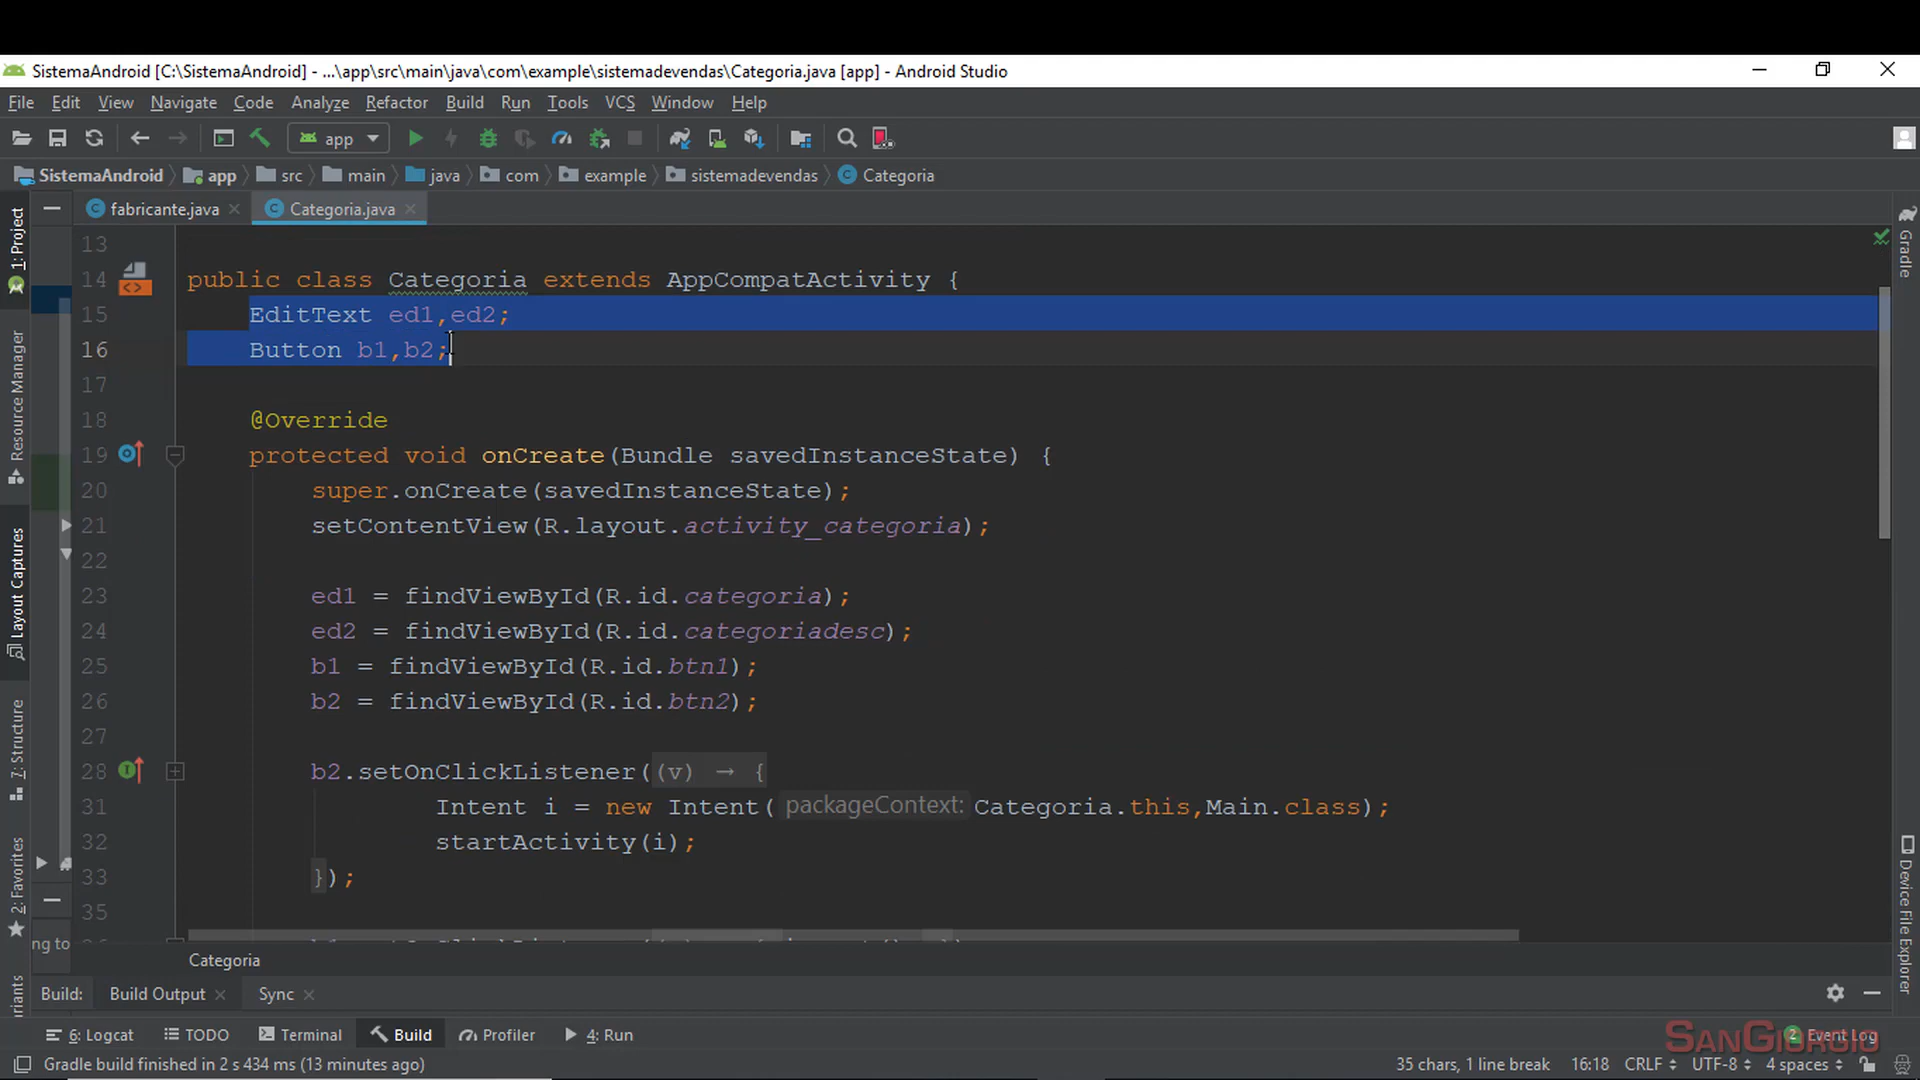 SistemaAndroid [C:\SistemaAndroid] - ...\app\src\main\java\com\example\sistemadevendas\Categoria.java [app] - Android Studio
File Edit View Navigate Code Analyze Refactor Build Run Tools VCS Window Help
app
SistemaAndroid app src main java com example sistemadevendas Categoria
fabricante.java Categoria.java
1: Project
Resource Manager
Layout Captures
7: Structure
2: Favorites
Gradle
Device File Explorer
13
14 public class Categoria extends AppCompatActivity {
15 EditText ed1,ed2;
16 Button b1,b2;
17
18 @Override
19 protected void onCreate(Bundle savedInstanceState) {
20 super.onCreate(savedInstanceState);
21 setContentView(R.layout.activity_categoria);
22
23 ed1 = findViewById(R.id.categoria);
24 ed2 = findViewById(R.id.categoriadesc);
25 b1 = findViewById(R.id.btn1);
26 b2 = findViewById(R.id.btn2);
27
28 b2.setOnClickListener((v) → {
31 Intent i = new Intent( packageContext: Categoria.this,Main.class);
32 startActivity(i);
33 });
35
ng to
ariants
Categoria
Build: Build Output Sync
6: Logcat TODO Terminal Build Profiler 4: Run 2 Event Log
SanGiorgio
Gradle build finished in 2 s 434 ms (13 minutes ago) 35 chars, 1 line break 16:18 CRLF UTF-8 4 spaces